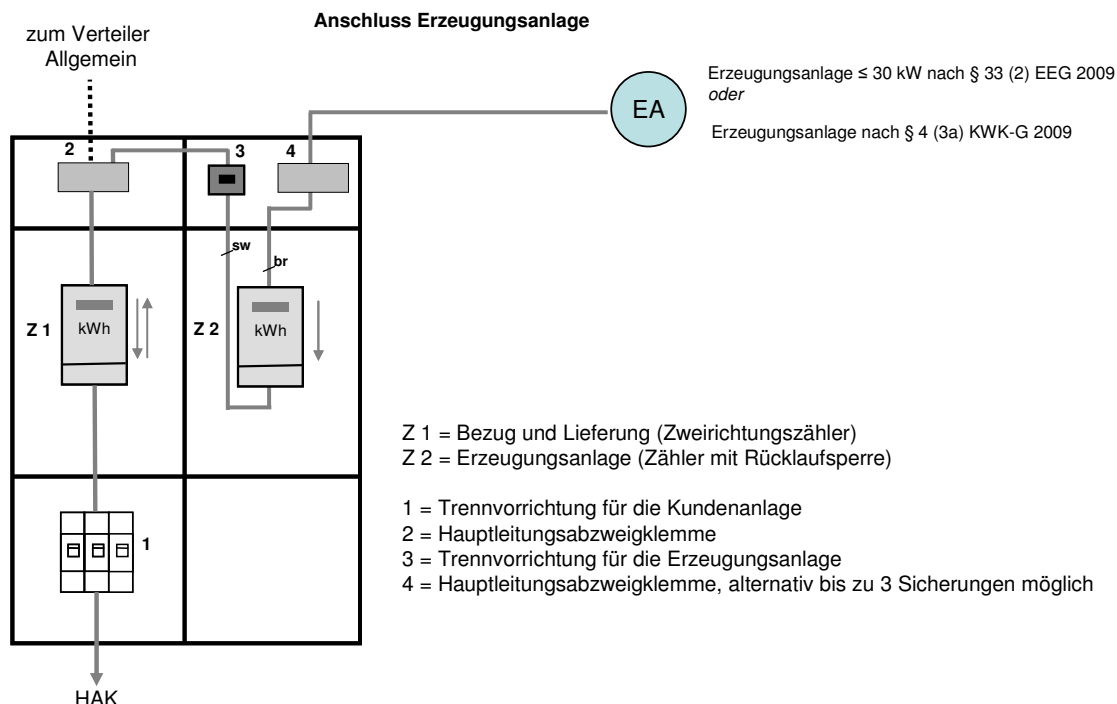 Anschluss Erzeugungsanlage
zum Verteiler
Allgemein
EA
Erzeugungsanlage ≤ 30 kW nach § 33 (2) EEG 2009
oder
Erzeugungsanlage nach § 4 (3a) KWK-G 2009
2
3
4
sw
br
Z 1
kWh
Z 2
kWh
Z 1 = Bezug und Lieferung (Zweirichtungszähler)
Z 2 = Erzeugungsanlage (Zähler mit Rücklaufsperre)
1 = Trennvorrichtung für die Kundenanlage
2 = Hauptleitungsabzweigklemme
3 = Trennvorrichtung für die Erzeugungsanlage
4 = Hauptleitungsabzweigklemme, alternativ bis zu 3 Sicherungen möglich
1
HAK